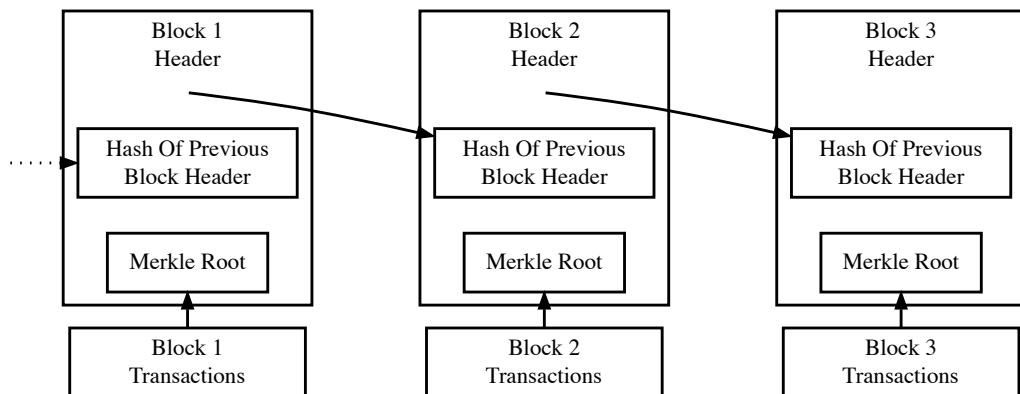 Block 1
Header
Hash Of Previous
Block Header
Merkle Root
Block 1
Transactions
Block 2
Header
Hash Of Previous
Block Header
Merkle Root
Block 2
Transactions
Block 3
Header
Hash Of Previous
Block Header
Merkle Root
Block 3
Transactions